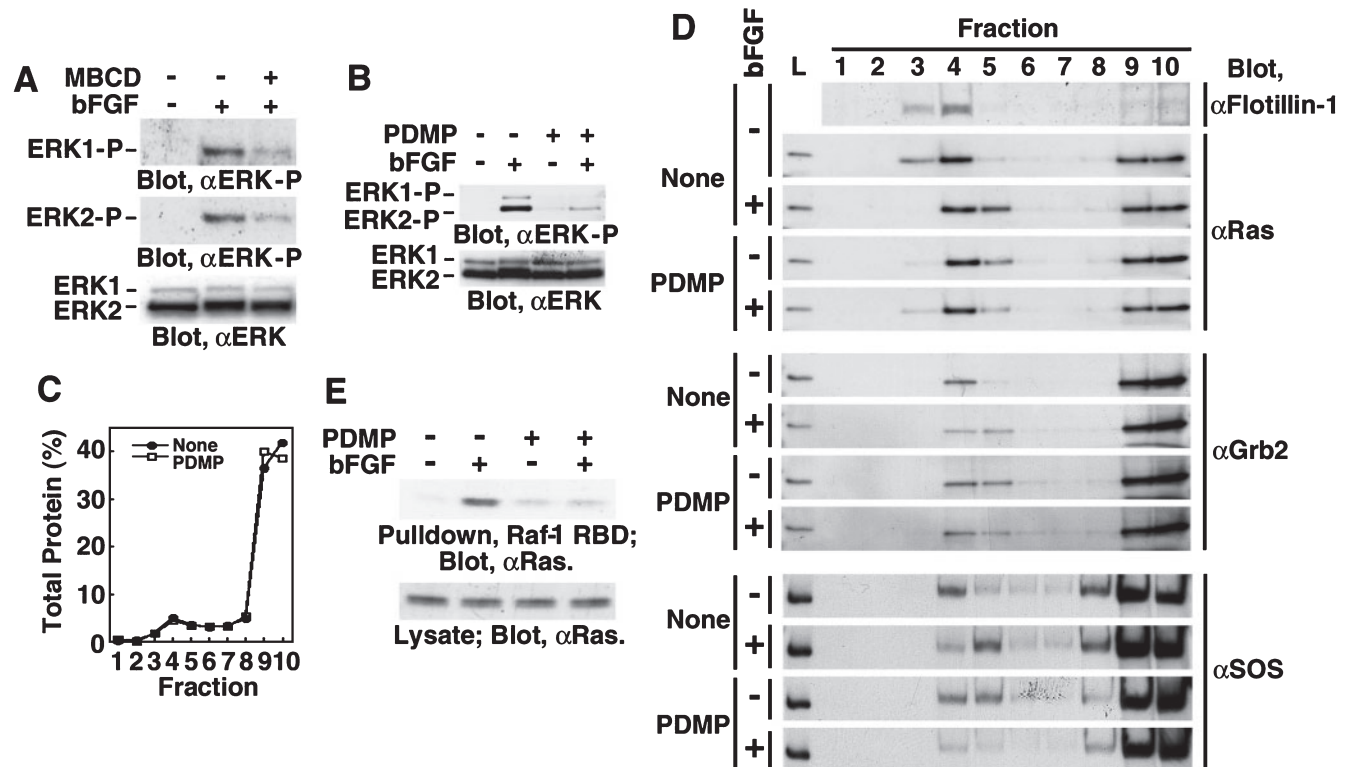 A
MBCD - - +
bFGF - + +
ERK1-P-
Blot, αERK-P
ERK2-P-
Blot, αERK-P
ERK1-
ERK2-
Blot, αERK
B
PDMP - - + +
bFGF - + - +
ERK1-P-
ERK2-P-
Blot, αERK-P
ERK1-
ERK2-
Blot, αERK
C
Total Protein (%)
40
30
20
10
0
None
PDMP
1 2 3 4 5 6 7 8 9 10
Fraction
E
PDMP - - + +
bFGF - + - +
Pulldown, Raf-1 RBD;
Blot, αRas.
Lysate; Blot, αRas.
D
bFGF
Fraction
L 1 2 3 4 5 6 7 8 9 10
Blot,
αFlotillin-1
-
None
+
PDMP
-
+
αRas
None
-
+
PDMP
-
+
αGrb2
None
-
+
PDMP
-
+
αSOS